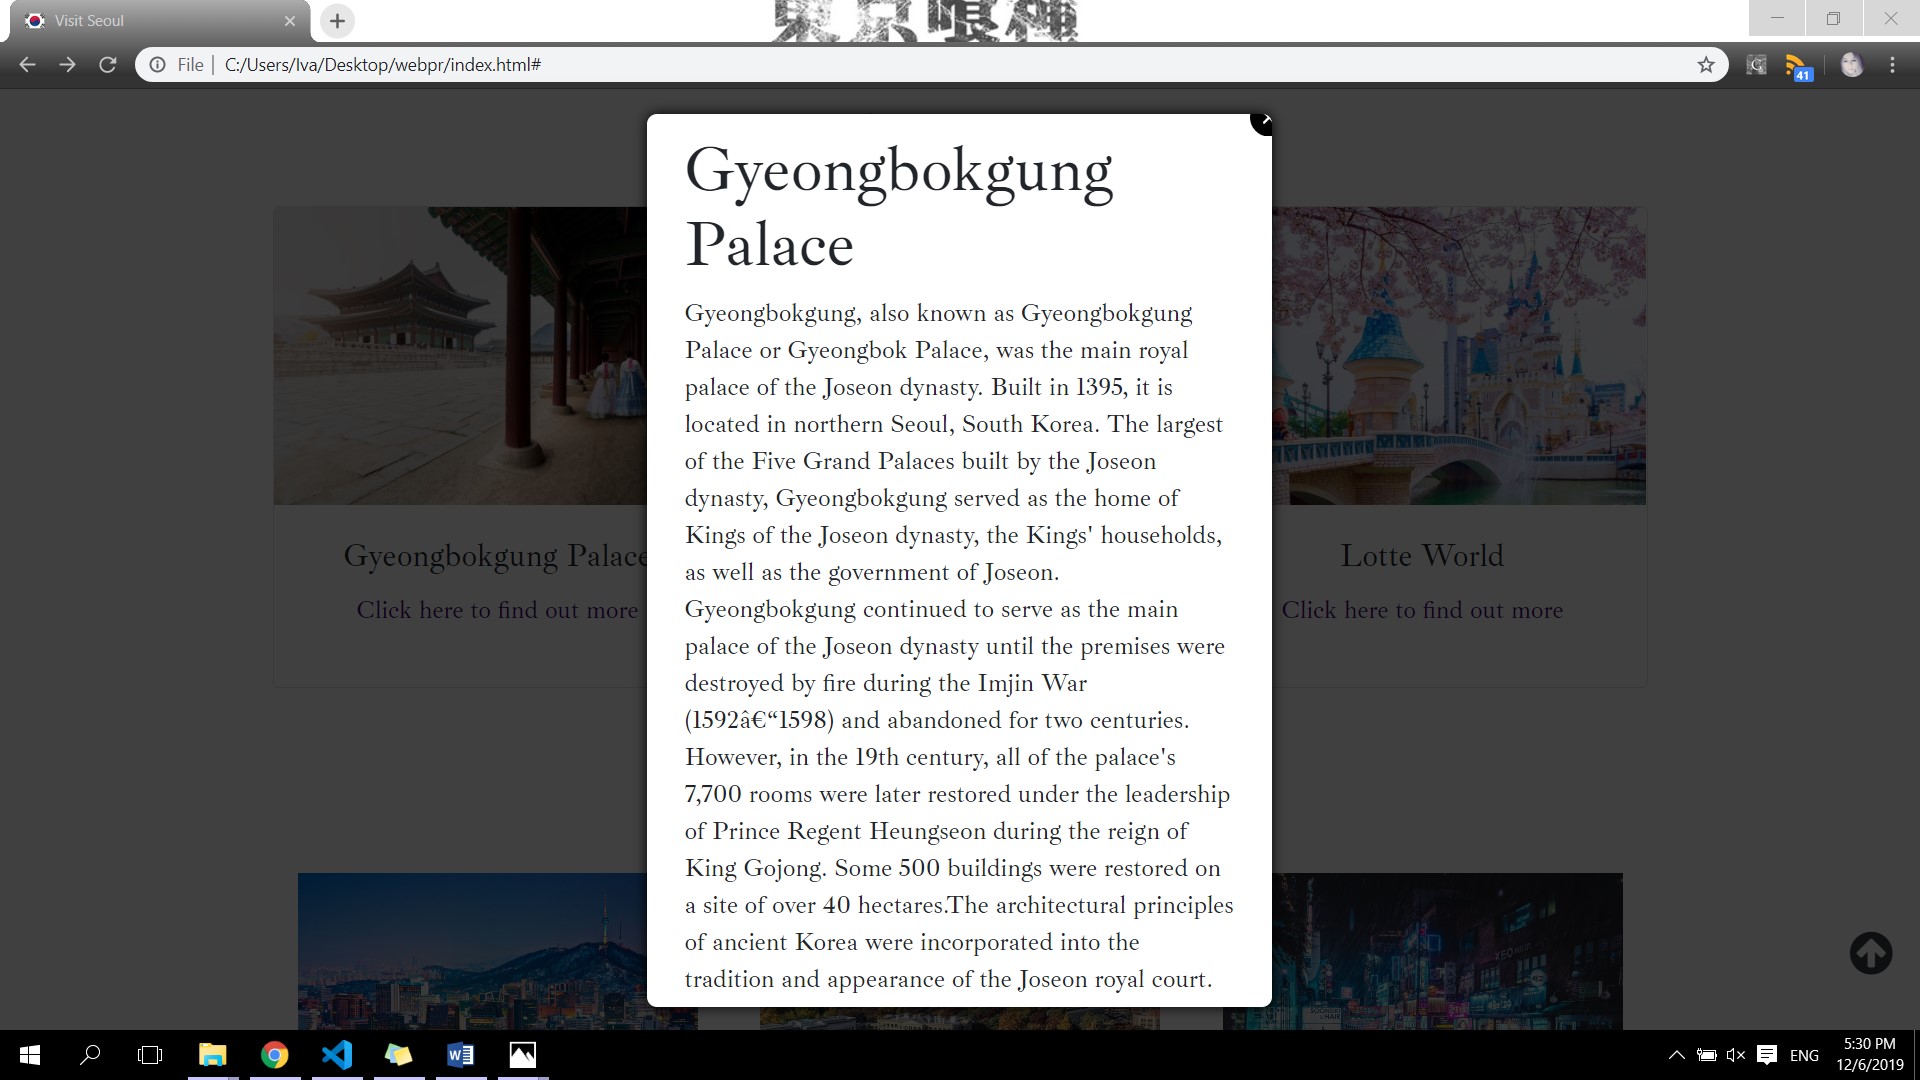 Visit Seoul
東京喰種
File
C:/Users/Iva/Desktop/webpr/index.html#
41
Gyeongbokgung
Palace
Gyeongbokgung, also known as Gyeongbokgung
Palace or Gyeongbok Palace, was the main royal
palace of the Joseon dynasty. Built in 1395, it is
located in northern Seoul, South Korea. The largest
of the Five Grand Palaces built by the Joseon
dynasty, Gyeongbokgung served as the home of
Kings of the Joseon dynasty, the Kings' households,
as well as the government of Joseon.
Gyeongbokgung continued to serve as the main
palace of the Joseon dynasty until the premises were
destroyed by fire during the Imjin War
(1592â€“1598) and abandoned for two centuries.
However, in the 19th century, all of the palace's
7,700 rooms were later restored under the leadership
of Prince Regent Heungseon during the reign of
King Gojong. Some 500 buildings were restored on
a site of over 40 hectares.The architectural principles
of ancient Korea were incorporated into the
tradition and appearance of the Joseon royal court.
Gyeongbokgung Palace
Click here to find out more
Lotte World
Click here to find out more
ENG
5:30 PM
12/6/2019